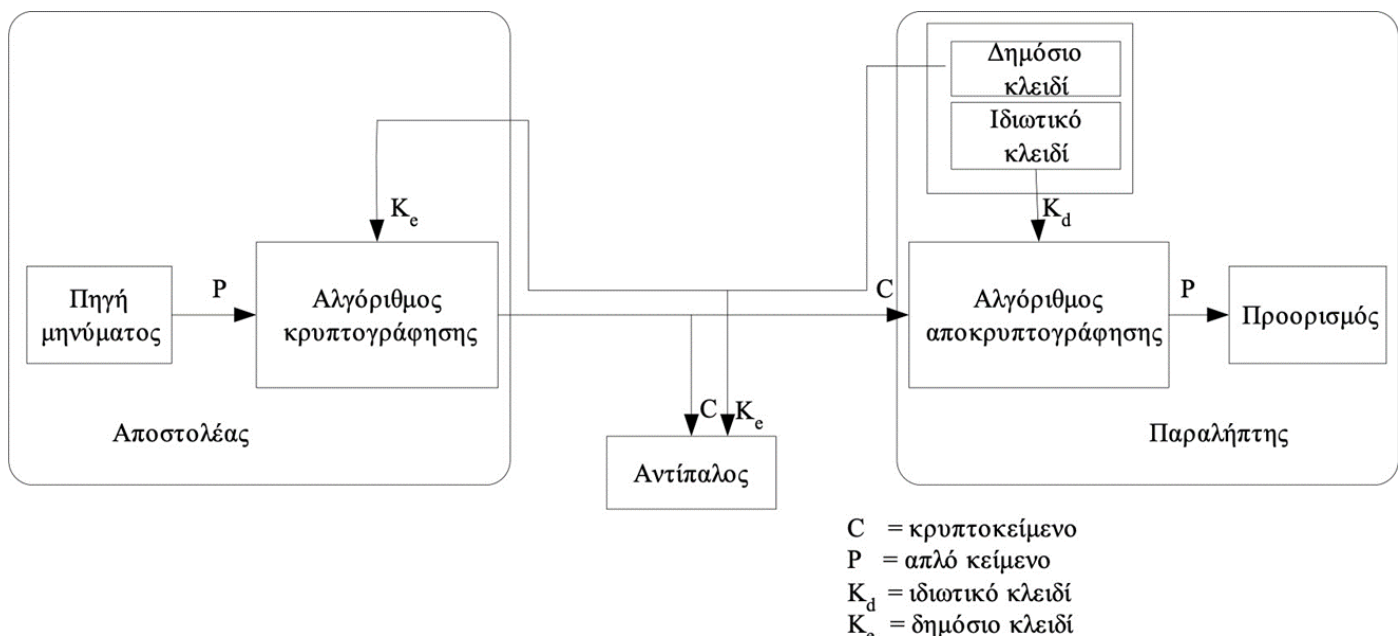 Δημόσιο
κλειδί
Ιδιωτικό
κλειδί
K_e
K_d
Πηγή
μηνύματος
P
Αλγόριθμος
κρυπτογράφησης
C
Αλγόριθμος
αποκρυπτογράφησης
P
Προορισμός
C
K_e
Αποστολέας
Παραλήπτης
Αντίπαλος
C = κρυπτοκείμενο
P = απλό κείμενο
K_d = ιδιωτικό κλειδί
K_e = δημόσιο κλειδί